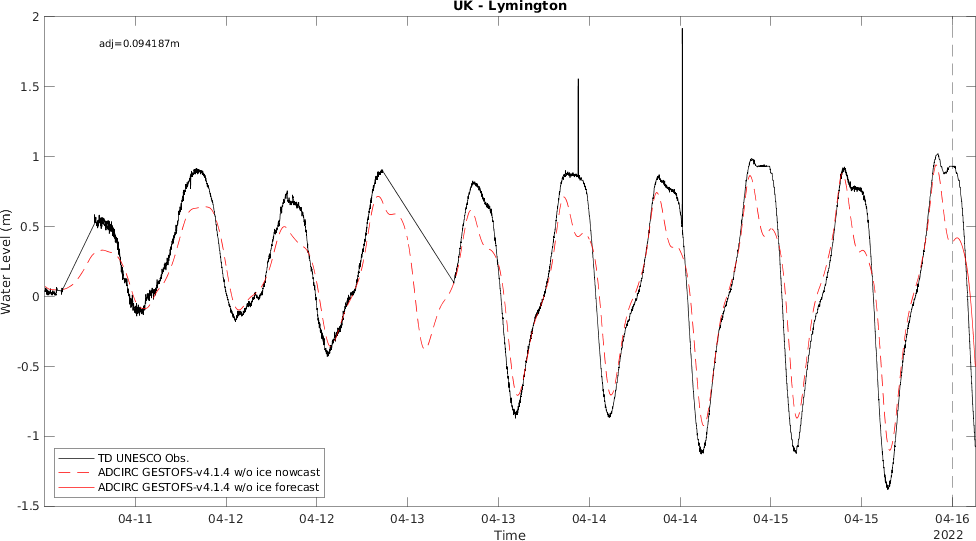 UK - Lymington
adj=0.094187m
Water Level (m)
2
1.5
1
0.5
0
-0.5
-1
-1.5
TD UNESCO Obs.
ADCIRC GESTOFS-v4.1.4 w/o ice nowcast
ADCIRC GESTOFS-v4.1.4 w/o ice forecast
04-11 04-12 04-12 04-13 04-13 04-14 04-14 04-15 04-15 04-16
Time 2022